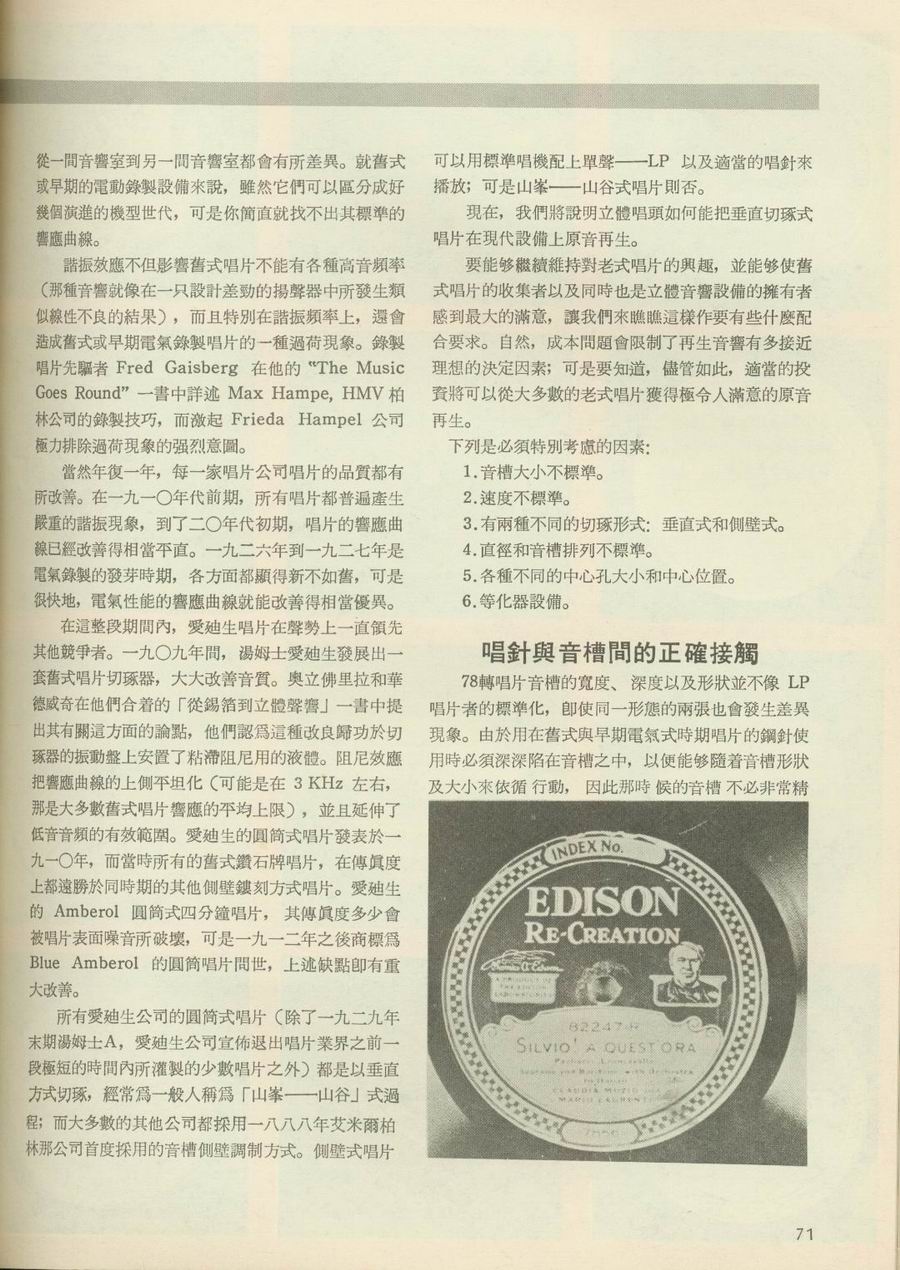 從一間音響室到另一間音響室都會有所差異。就舊式
或早期的電動錄製設備來說，雖然它們可以區分成好
幾個演進的機型世代，可是你簡直就找不出其標準的
響應曲線。
諧振效應不但影響舊式唱片不能有各種高音頻率
（那種音響就像在一只設計差勁的揚聲器中所發生類
似線性不良的結果），而且特別在諧振頻率上，還會
造成舊式或早期電氣錄製唱片的一種過荷現象。錄製
唱片先驅者 Fred Gaisberg 在他的 “The Music
Goes Round” 一書中詳述 Max Hampe, HMV 柏
林公司的錄製技巧，而激起 Frieda Hampel 公司
極力排除過荷現象的强烈意圖。
當然年復一年，每一家唱片公司唱片的品質都有
所改善。在一九一〇年代前期，所有唱片都普遍產生
嚴重的諧振現象，到了二〇年代初期，唱片的響應曲
線已經改善得相當平直。一九二六年到一九二七年是
電氣錄製的發芽時期，各方面都顯得新不如舊，可是
很快地，電氣性能的響應曲線就能改善得相當優異。
在這整段期間內，愛廸生唱片在聲勢上一直領先
其他競爭者。一九〇九年間，湯姆士愛廸生發展出一
套舊式唱片切琢器，大大改善音質。奧立佛里拉和華
德威奇在他們合着的「從錫箔到立體聲響」一書中提
出其有關這方面的論點，他們認爲這種改良歸功於切
琢器的振動盤上安置了粘滯阻尼用的液體。阻尼效應
把響應曲線的上側平坦化（可能是在 3 KHz 左右，
那是大多數舊式唱片響應的平均上限），並且延伸了
低音音頻的有效範圍。愛廸生的圓筒式唱片發表於一
九一〇年，而當時所有的舊式鑽石牌唱片，在傳眞度
上都遠勝於同時期的其他側壁鏤刻方式唱片。愛廸生
的 Amberol 圓筒式四分鐘唱片， 其傳眞度多少會
被唱片表面噪音所破壞，可是一九一二年之後商標爲
Blue Amberol 的圓筒唱片問世，上述缺點卽有重
大改善。
所有愛廸生公司的圓筒式唱片（除了一九二九年
末期湯姆士A，愛廸生公司宣佈退出唱片業界之前一
段極短的時間內所灌製的少數唱片之外）都是以垂直
方式切琢，經常爲一般人稱爲「山峯——山谷」式過
程；而大多數的其他公司都採用一八八八年艾米爾柏
林那公司首度採用的音槽側壁調制方式。側壁式唱片
可以用標準唱機配上單聲——LP 以及適當的唱針來
播放；可是山峯——山谷式唱片則否。
現在，我們將說明立體唱頭如何能把垂直切琢式
唱片在現代設備上原音再生。
要能够繼續維持對老式唱片的興趣，並能够使舊
式唱片的收集者以及同時也是立體音響設備的擁有者
感到最大的滿意，讓我們來瞧瞧這樣作要有些什麼配
合要求。自然，成本問題會限制了再生音響有多接近
理想的決定因素；可是要知道，儘管如此，適當的投
資將可以從大多數的老式唱片獲得極令人滿意的原音
再生。
下列是必須特別考慮的因素：
1.音槽大小不標準。
2.速度不標準。
3.有兩種不同的切琢形式：垂直式和側壁式。
4.直徑和音槽排列不標準。
5.各種不同的中心孔大小和中心位置。
6.等化器設備。
唱針與音槽間的正確接觸
78轉唱片音槽的寬度、深度以及形狀並不像 LP
唱片者的標準化，卽使同一形態的兩張也會發生差異
現象。由於用在舊式與早期電氣式時期唱片的鋼針使
用時必須深深陷在音槽之中，以便能够隨着音槽形狀
及大小來依循 行動， 因此那時 候的音槽 不必非常精
INDEX No.
EDISON
RE-CREATION
A PRODUCT OF
THE EDISON
LABORATORIES
82247-R
SILVIO! A QUEST'ORA
Soprano and Baritone with Orchestra
CLAUDIA MUZIO
MARIO LAURENTI
71